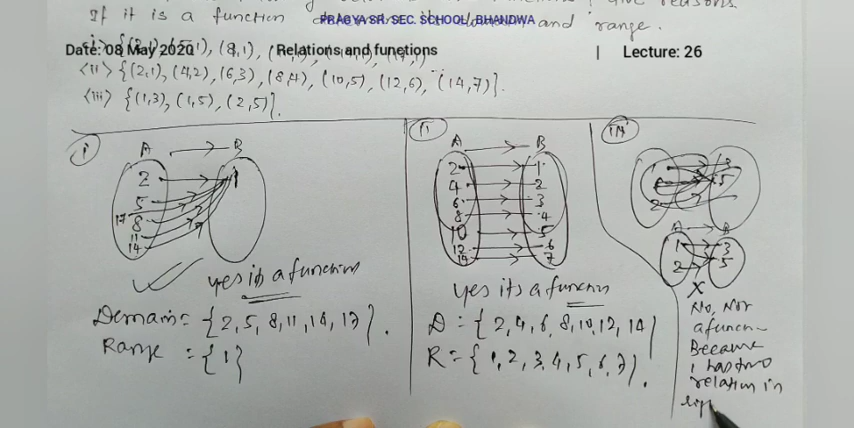 give reasons.
If it is a function
PRAGYA SR. SEC. SCHOOL, BHANDWA
and range.
Date: 08 May 2020
Relations and functions
|
Lecture: 26
(8,1),
<ii> {(2,1), (4,2), (6,3), (8,4), (10,5), (12,6), (14,7)}.
<iii> {(1,3), (1,5), (2,5)}.
i
A → B
2
5
17
8
11
14
1
yes its a function
Demain = {2, 5, 8, 11, 14, 17}.
Range = {1}
ii
A → B
2 → 1
4 → 2
6 → 3
8 → 4
10 → 5
12 → 6
14 → 7
yes its a function
D = {2, 4, 6, 8, 10, 12, 14}
R = {1, 2, 3, 4, 5, 6, 7}.
iii
A → B
1 3
2 5
X
No, Not
a funcn
Because
1 has two
relation in